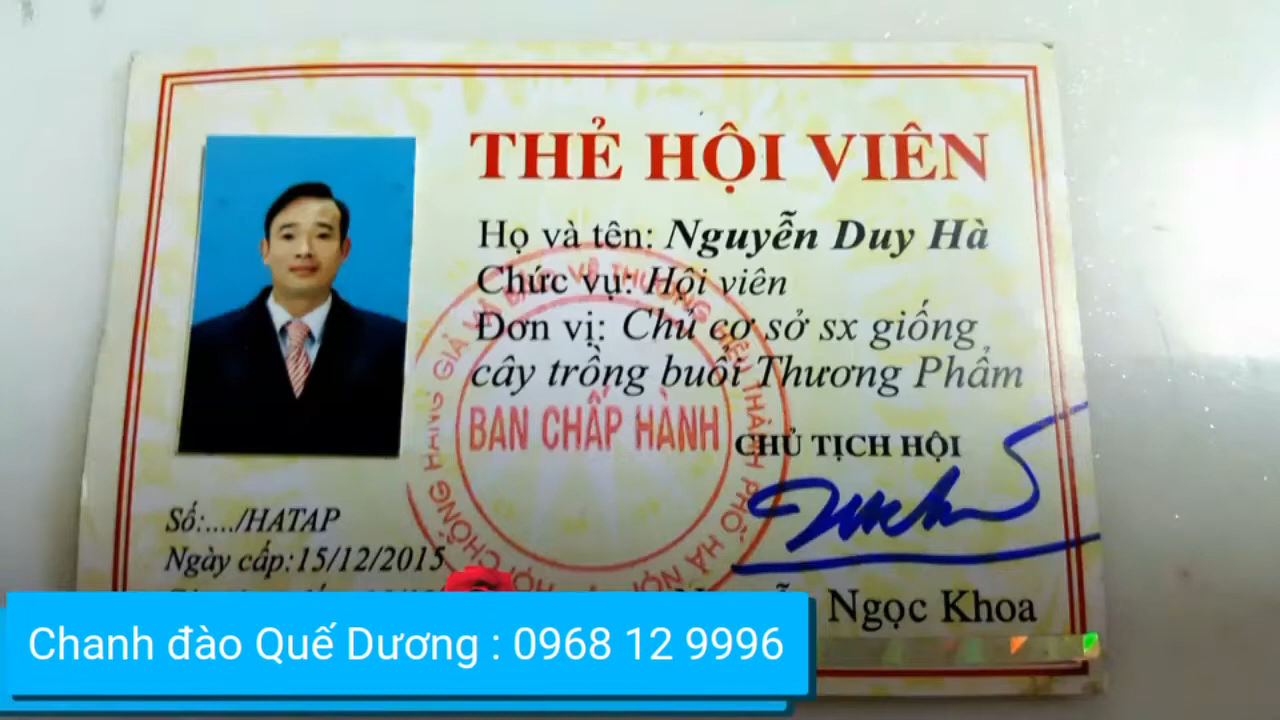 THẺ HỘI VIÊN
Họ và tên: Nguyễn Duy Hà
Chức vụ: Hội viên
Đơn vị: Chủ cơ sở sx giống
cây trồng buổi Thương Phẩm
BAN CHẤP HÀNH
CHỦ TỊCH HỘI
Số:..../HATAP
Ngày cấp:15/12/2015
Ngọc Khoa
Chanh đào Quế Dương : 0968 12 9996